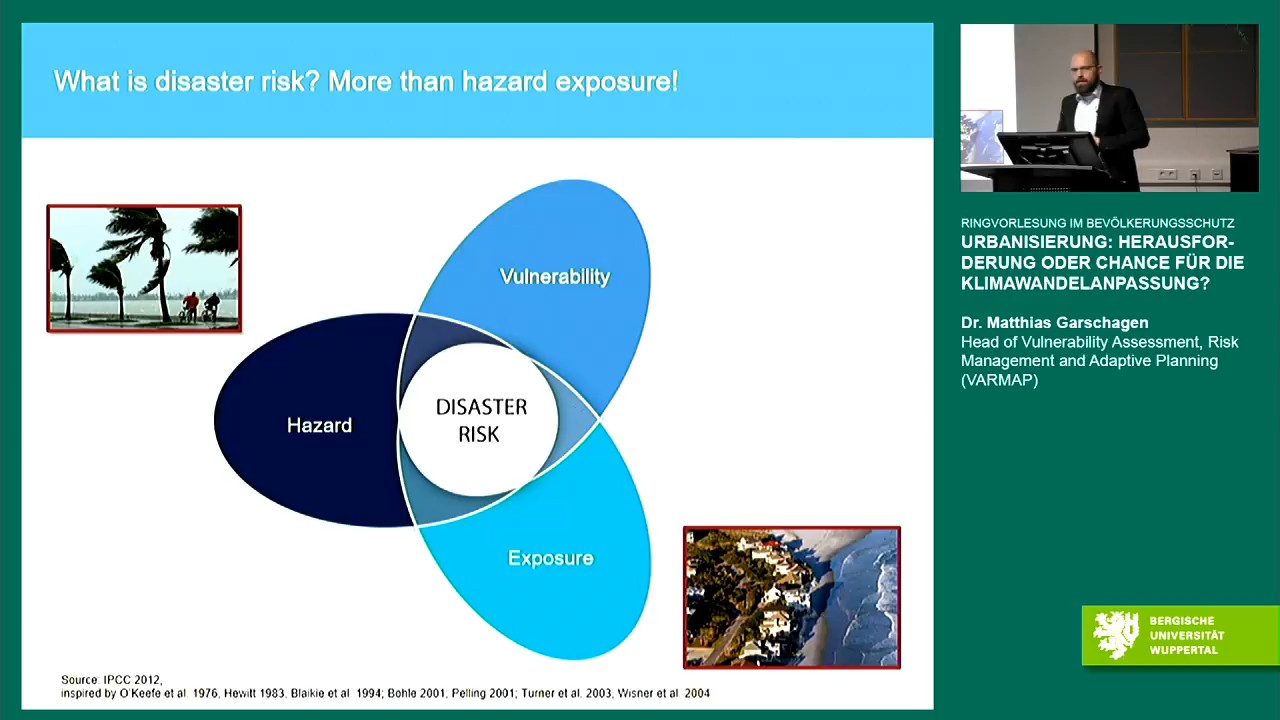 What is disaster risk? More than hazard exposure!
Vulnerability
Hazard
DISASTER
RISK
Exposure
Source: IPCC 2012,
inspired by O'Keefe et al. 1976, Hewitt 1983, Blaikie et al. 1994; Bohle 2001, Pelling 2001; Turner et al. 2003, Wisner et al. 2004
RINGVORLESUNG IM BEVÖLKERUNGSSCHUTZ
URBANISIERUNG: HERAUSFOR-
DERUNG ODER CHANCE FÜR DIE
KLIMAWANDELANPASSUNG?
Dr. Matthias Garschagen
Head of Vulnerability Assessment, Risk
Management and Adaptive Planning
(VARMAP)
BERGISCHE
UNIVERSITÄT
WUPPERTAL